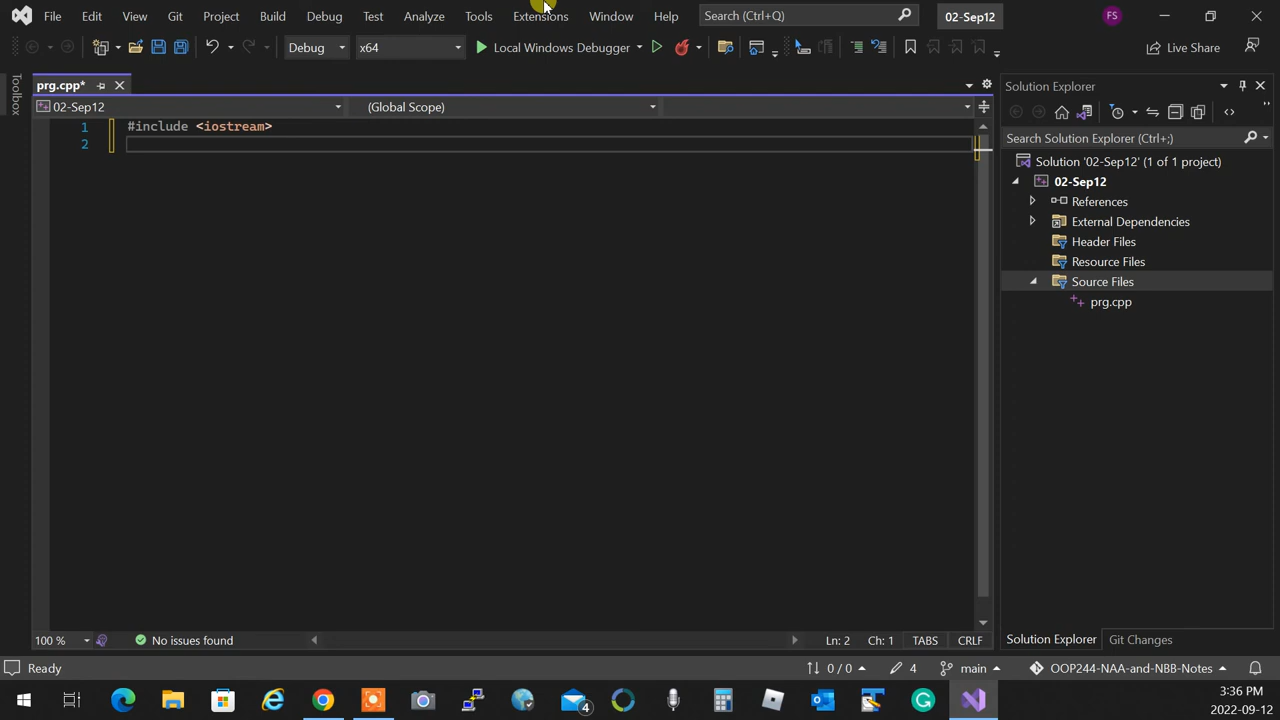 File Edit View Git Project Build Debug Test Analyze Tools Extensions Window Help Search (Ctrl+Q) 02-Sep12 FS
Debug x64 Local Windows Debugger Live Share
Toolbox
prg.cpp*
02-Sep12 (Global Scope)
1 #include <iostream>
2
Solution Explorer
Search Solution Explorer (Ctrl+;)
Solution '02-Sep12' (1 of 1 project)
02-Sep12
References
External Dependencies
Header Files
Resource Files
Source Files
prg.cpp
100 % No issues found Ln: 2 Ch: 1 TABS CRLF
Solution Explorer Git Changes
Ready 0 / 0 4 main OOP244-NAA-and-NBB-Notes
4
3:36 PM
2022-09-12